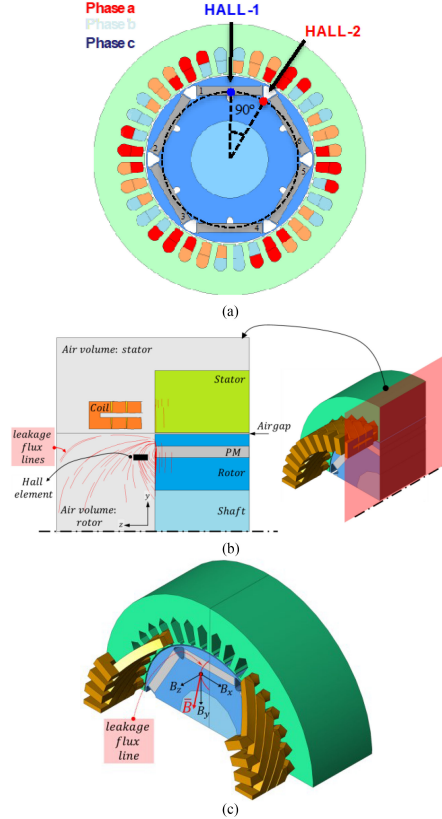 Phase a
Phase b
Phase c
HALL-1
HALL-2
90°
1
2
3
4
5
6
(a)
Air volume: stator
Stator
Coil
Airgap
leakage
flux
lines
PM
Hall
element
Rotor
y
z
Air volume:
rotor
Shaft
(b)
B_z
B_x
B̄
B_y
leakage
flux
line
(c)